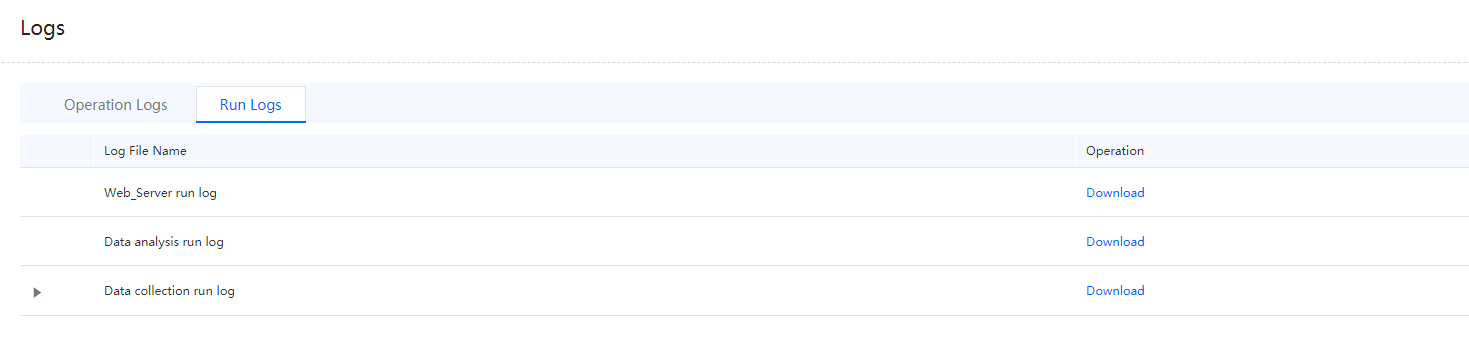 Logs
Operation Logs Run Logs
Log File Name Operation
Web_Server run log Download
Data analysis run log Download
Data collection run log Download